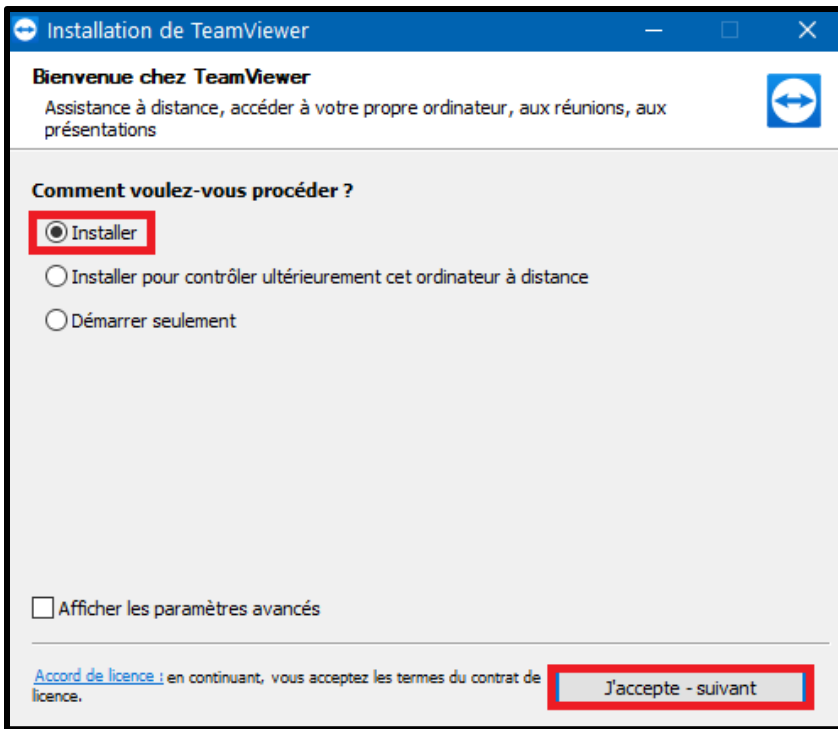 Installation de TeamViewer
Bienvenue chez TeamViewer
Assistance à distance, accéder à votre propre ordinateur, aux réunions, aux
présentations
Comment voulez-vous procéder ?
Installer
Installer pour contrôler ultérieurement cet ordinateur à distance
Démarrer seulement
Afficher les paramètres avancés
Accord de licence : en continuant, vous acceptez les termes du contrat de
licence.
J'accepte - suivant